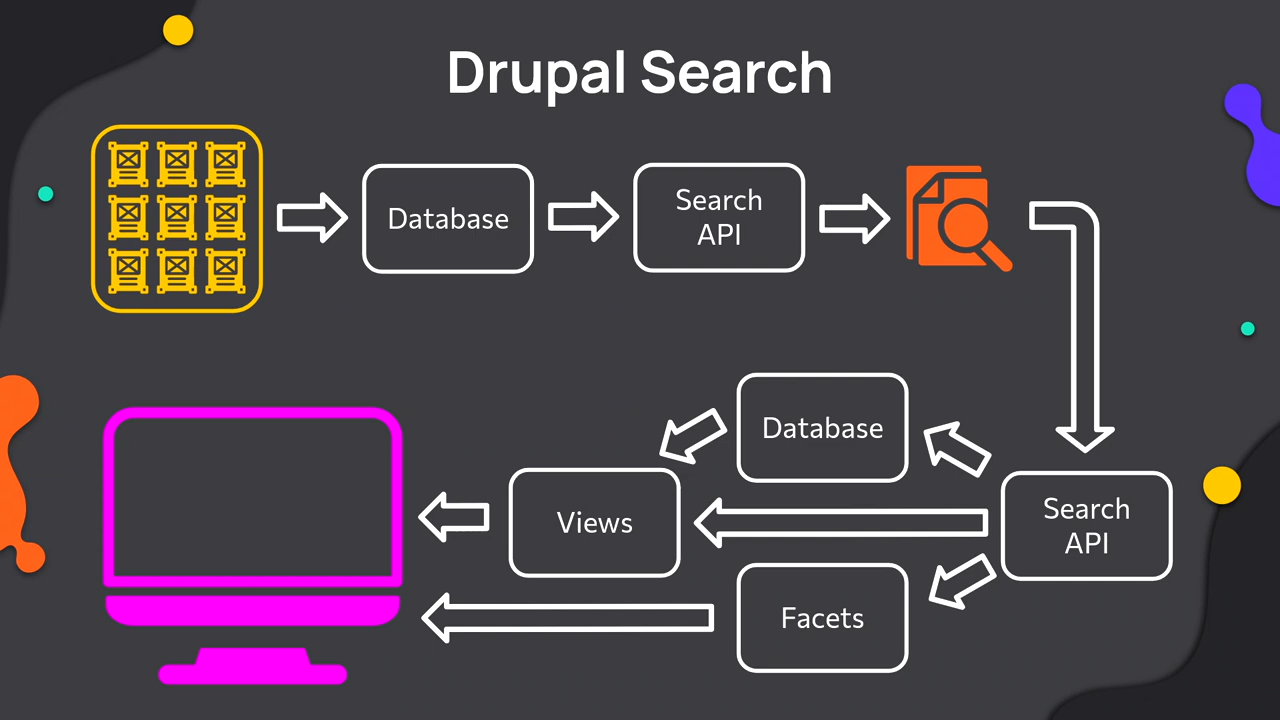 Drupal Search
Database
Search
API
Database
Search
API
Views
Facets